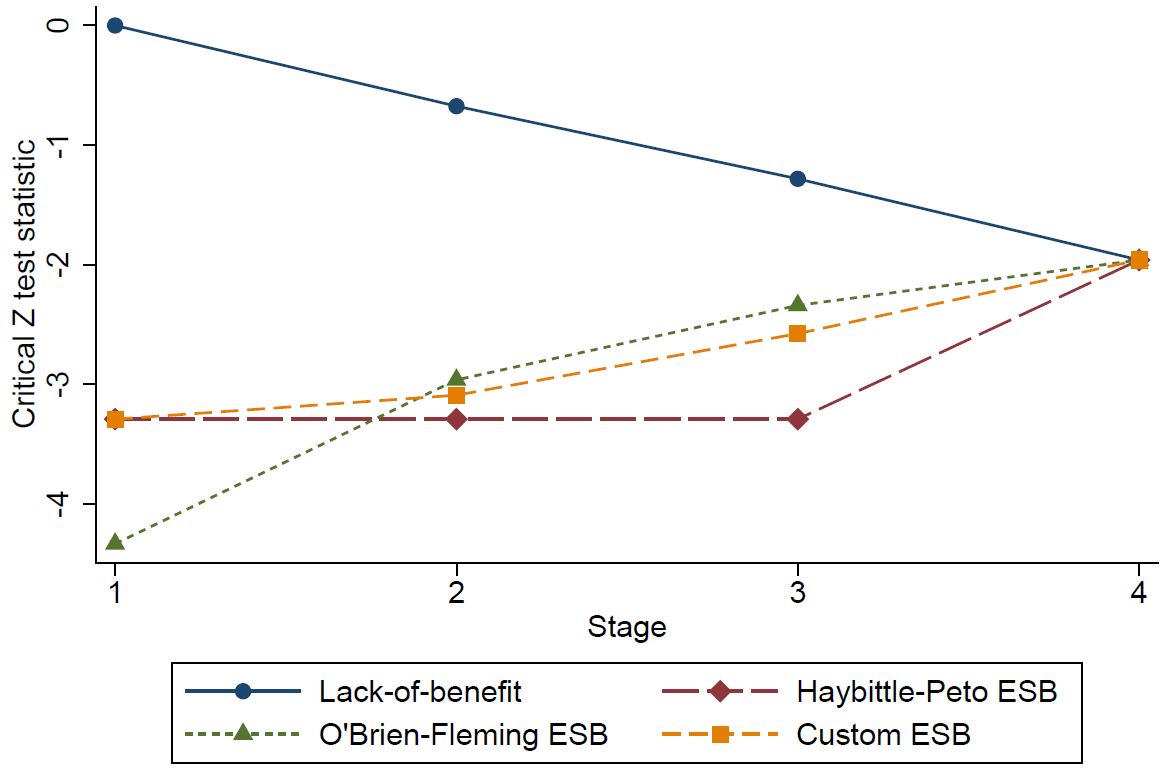 Critical Z test statistic
0
-1
-2
-3
-4
1 2 3 4
Stage
Lack-of-benefit Haybittle-Peto ESB
O'Brien-Fleming ESB Custom ESB